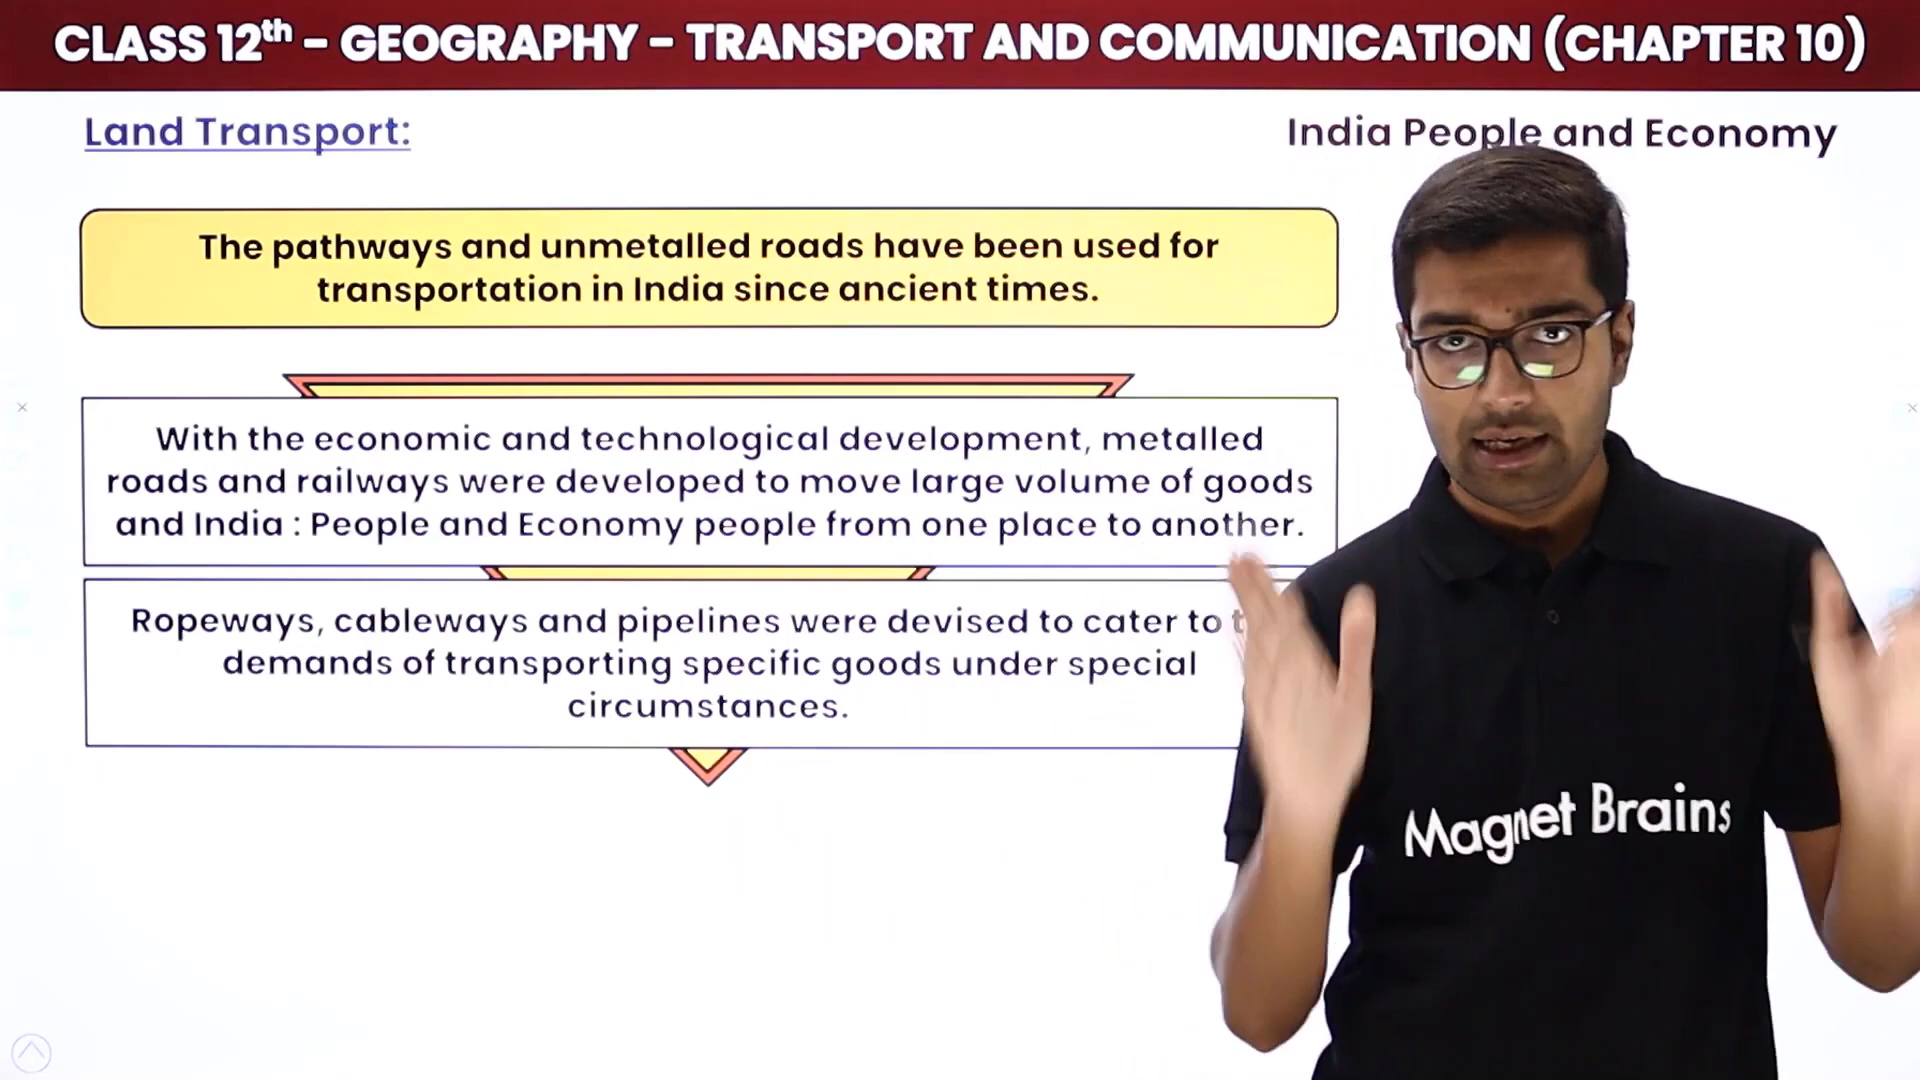 CLASS 12th – GEOGRAPHY – TRANSPORT AND COMMUNICATION (CHAPTER 10)
Land Transport:
India People and Economy
The pathways and unmetalled roads have been used for
transportation in India since ancient times.
With the economic and technological development, metalled
roads and railways were developed to move large volume of goods
and India : People and Economy people from one place to another.
Ropeways, cableways and pipelines were devised to cater to
demands of transporting specific goods under special
circumstances.
Magnet Brains